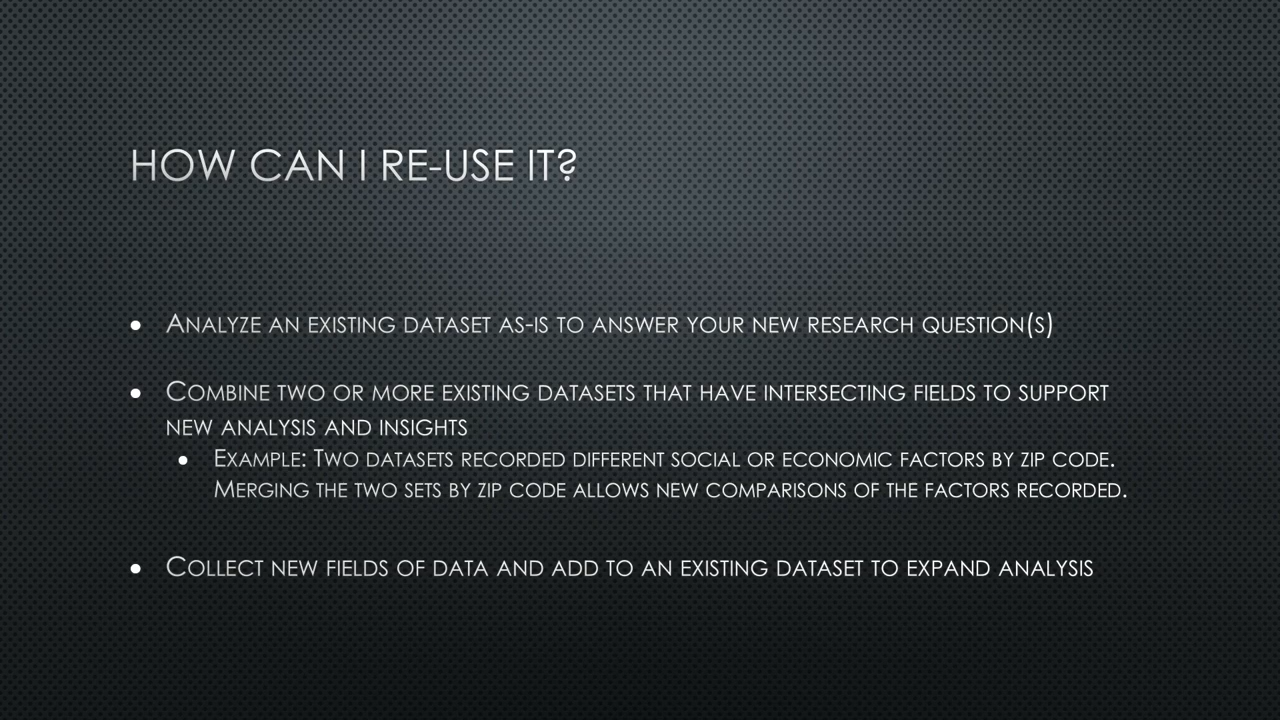 HOW CAN I RE-USE IT?
• ANALYZE AN EXISTING DATASET AS-IS TO ANSWER YOUR NEW RESEARCH QUESTION(S)
• COMBINE TWO OR MORE EXISTING DATASETS THAT HAVE INTERSECTING FIELDS TO SUPPORT
NEW ANALYSIS AND INSIGHTS
• EXAMPLE: TWO DATASETS RECORDED DIFFERENT SOCIAL OR ECONOMIC FACTORS BY ZIP CODE.
MERGING THE TWO SETS BY ZIP CODE ALLOWS NEW COMPARISONS OF THE FACTORS RECORDED.
• COLLECT NEW FIELDS OF DATA AND ADD TO AN EXISTING DATASET TO EXPAND ANALYSIS